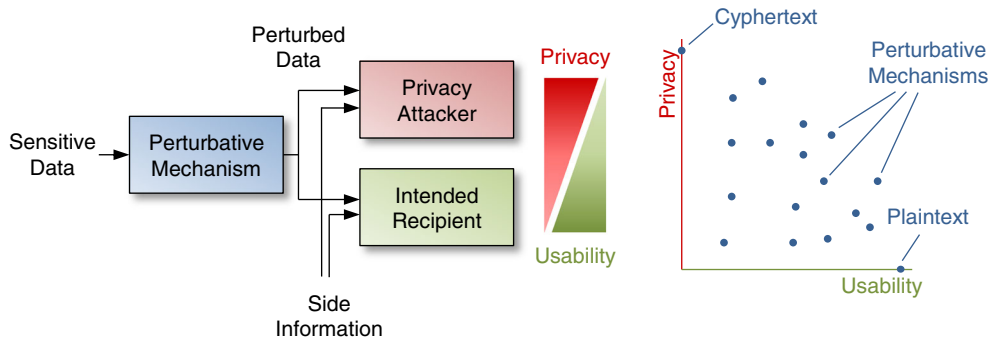 Sensitive
Data
Perturbative
Mechanism
Perturbed
Data
Privacy
Attacker
Intended
Recipient
Side
Information
Privacy
Usability
Privacy
Cyphertext
Perturbative
Mechanisms
Plaintext
Usability